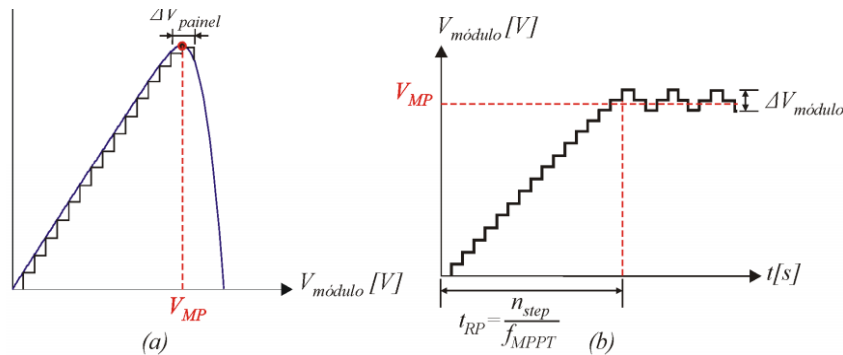 ΔV_painel
V_módulo [V]
V_MP
(a)
V_módulo [V]
V_MP
ΔV_módulo
t[s]
t_RP = n_step / f_MPPT
(b)